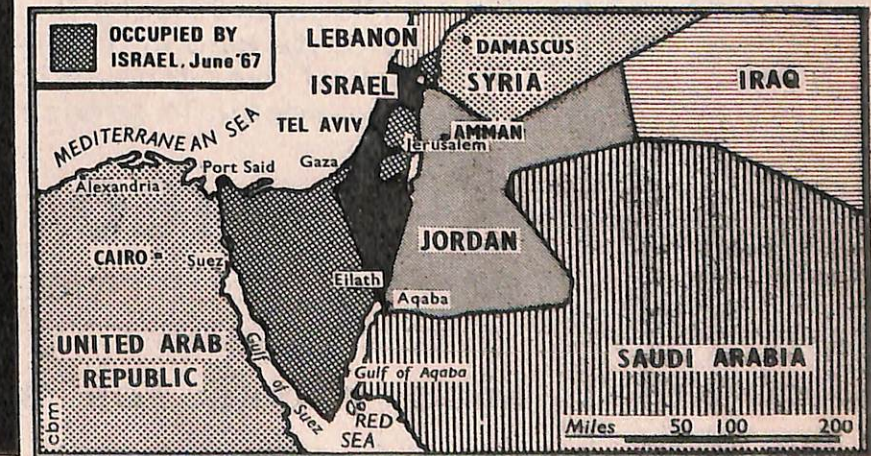 OCCUPIED BY
ISRAEL, June '67
LEBANON
DAMASCUS
ISRAEL
SYRIA
IRAQ
MEDITERRANEAN SEA
TEL AVIV
AMMAN
Jerusalem
Port Said
Gaza
Alexandria
CAIRO
Suez
JORDAN
Eilath
Aqaba
UNITED ARAB
REPUBLIC
Gulf of Suez
SAUDI ARABIA
Gulf of Aqaba
RED
SEA
cbm
Miles 50 100 200